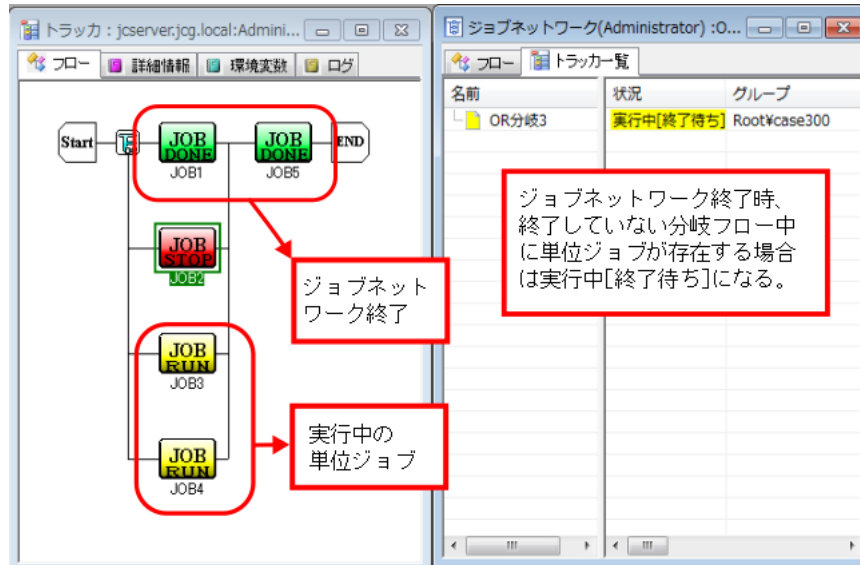 トラッカ : jcserver.jcg.local:Admini...
フロー 詳細情報 環境変数 ログ
Start
JOB
DONE
JOB1
JOB
DONE
JOB5
END
JOB
STOP
JOB2
ジョブネット
ワーク終了
JOB
RUN
JOB3
JOB
RUN
JOB4
実行中の
単位ジョブ
ジョブネットワーク(Administrator) :O...
フロー トラッカ一覧
名前 状況 グループ
OR分岐3 実行中[終了待ち] Root¥case300
ジョブネットワーク終了時、
終了していない分岐フロー中
に単位ジョブが存在する場合
は実行中[終了待ち]になる。